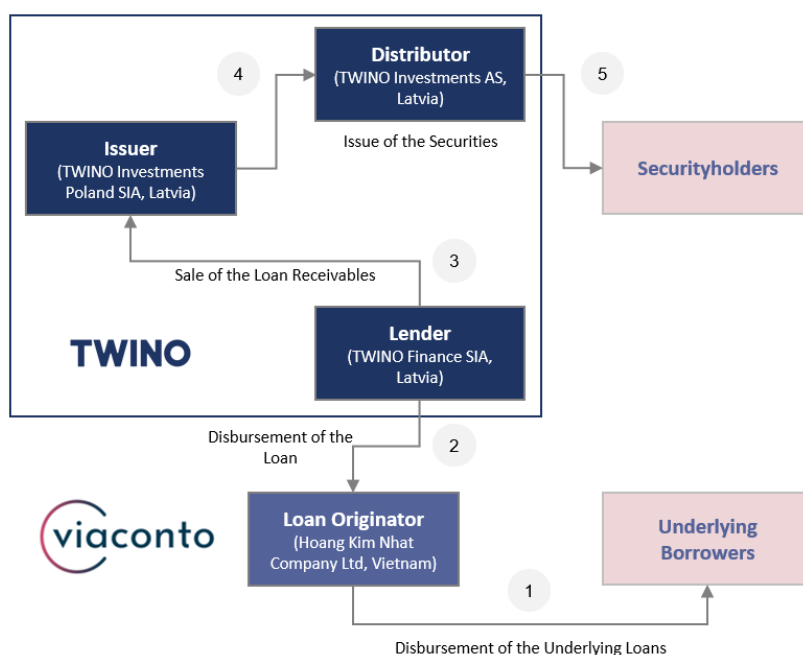 Distributor
(TWINO Investments AS,
Latvia)
4
5
Issue of the Securities
Issuer
(TWINO Investments
Poland SIA, Latvia)
Securityholders
3
Sale of the Loan Receivables
TWINO
Lender
(TWINO Finance SIA,
Latvia)
Disbursement of the
Loan
2
viaconto
Loan Originator
(Hoang Kim Nhat
Company Ltd, Vietnam)
Underlying
Borrowers
1
Disbursement of the Underlying Loans